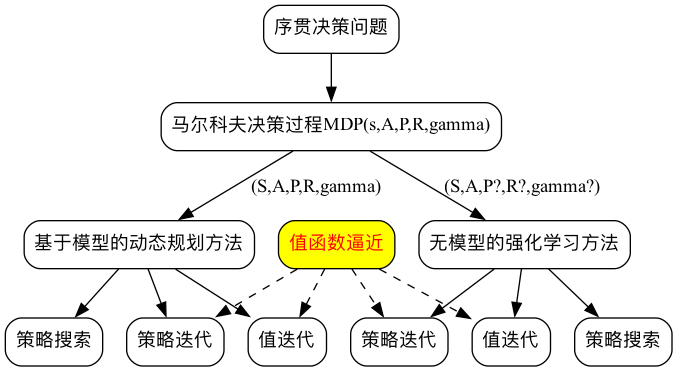 序贯决策问题
马尔科夫决策过程MDP(s,A,P,R,gamma)
(S,A,P,R,gamma)
(S,A,P?,R?,gamma?)
基于模型的动态规划方法
值函数逼近
无模型的强化学习方法
策略搜索
策略迭代
值迭代
策略迭代
值迭代
策略搜索